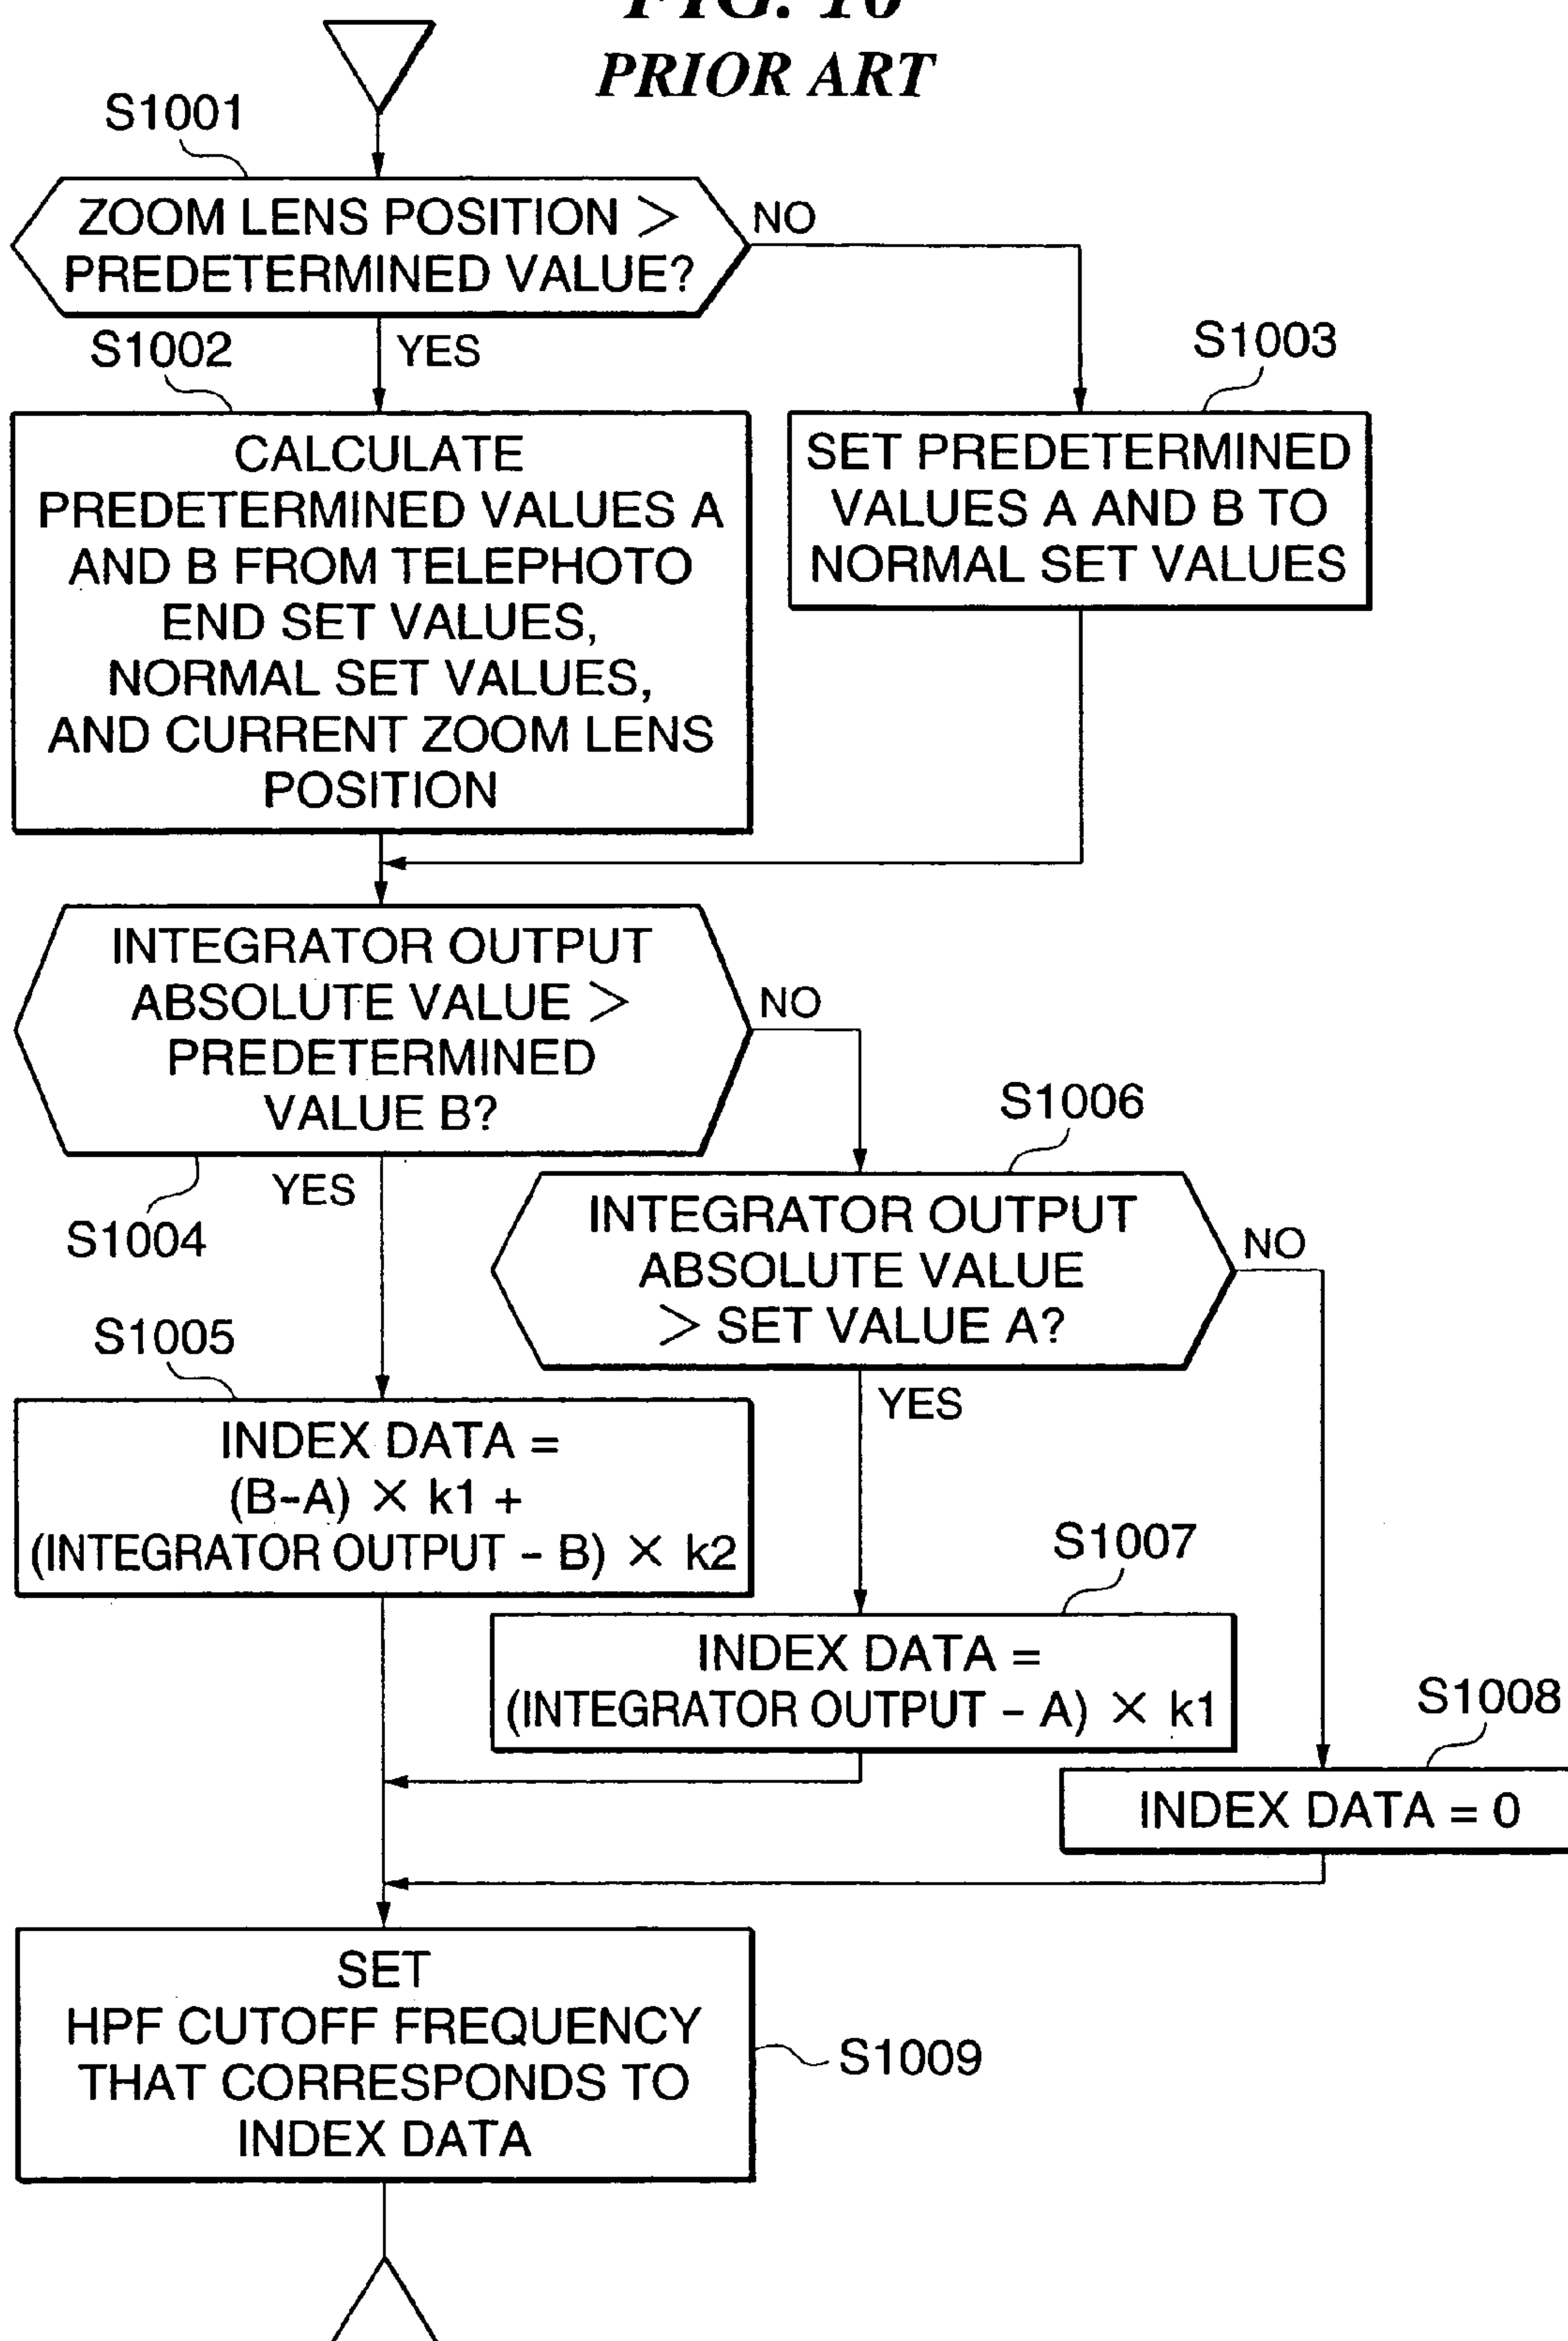 FIG. 10
PRIOR ART
S1001
ZOOM LENS POSITION >
PREDETERMINED VALUE?
NO
S1002
YES
S1003
CALCULATE
PREDETERMINED VALUES A
AND B FROM TELEPHOTO
END SET VALUES,
NORMAL SET VALUES,
AND CURRENT ZOOM LENS
POSITION
SET PREDETERMINED
VALUES A AND B TO
NORMAL SET VALUES
INTEGRATOR OUTPUT
ABSOLUTE VALUE >
PREDETERMINED
VALUE B?
NO
S1004
YES
S1006
INTEGRATOR OUTPUT
ABSOLUTE VALUE
> SET VALUE A?
NO
S1005
YES
INDEX DATA =
(B-A) × k1 +
(INTEGRATOR OUTPUT - B) × k2
S1007
INDEX DATA =
(INTEGRATOR OUTPUT - A) × k1
S1008
INDEX DATA = 0
SET
HPF CUTOFF FREQUENCY
THAT CORRESPONDS TO
INDEX DATA
S1009